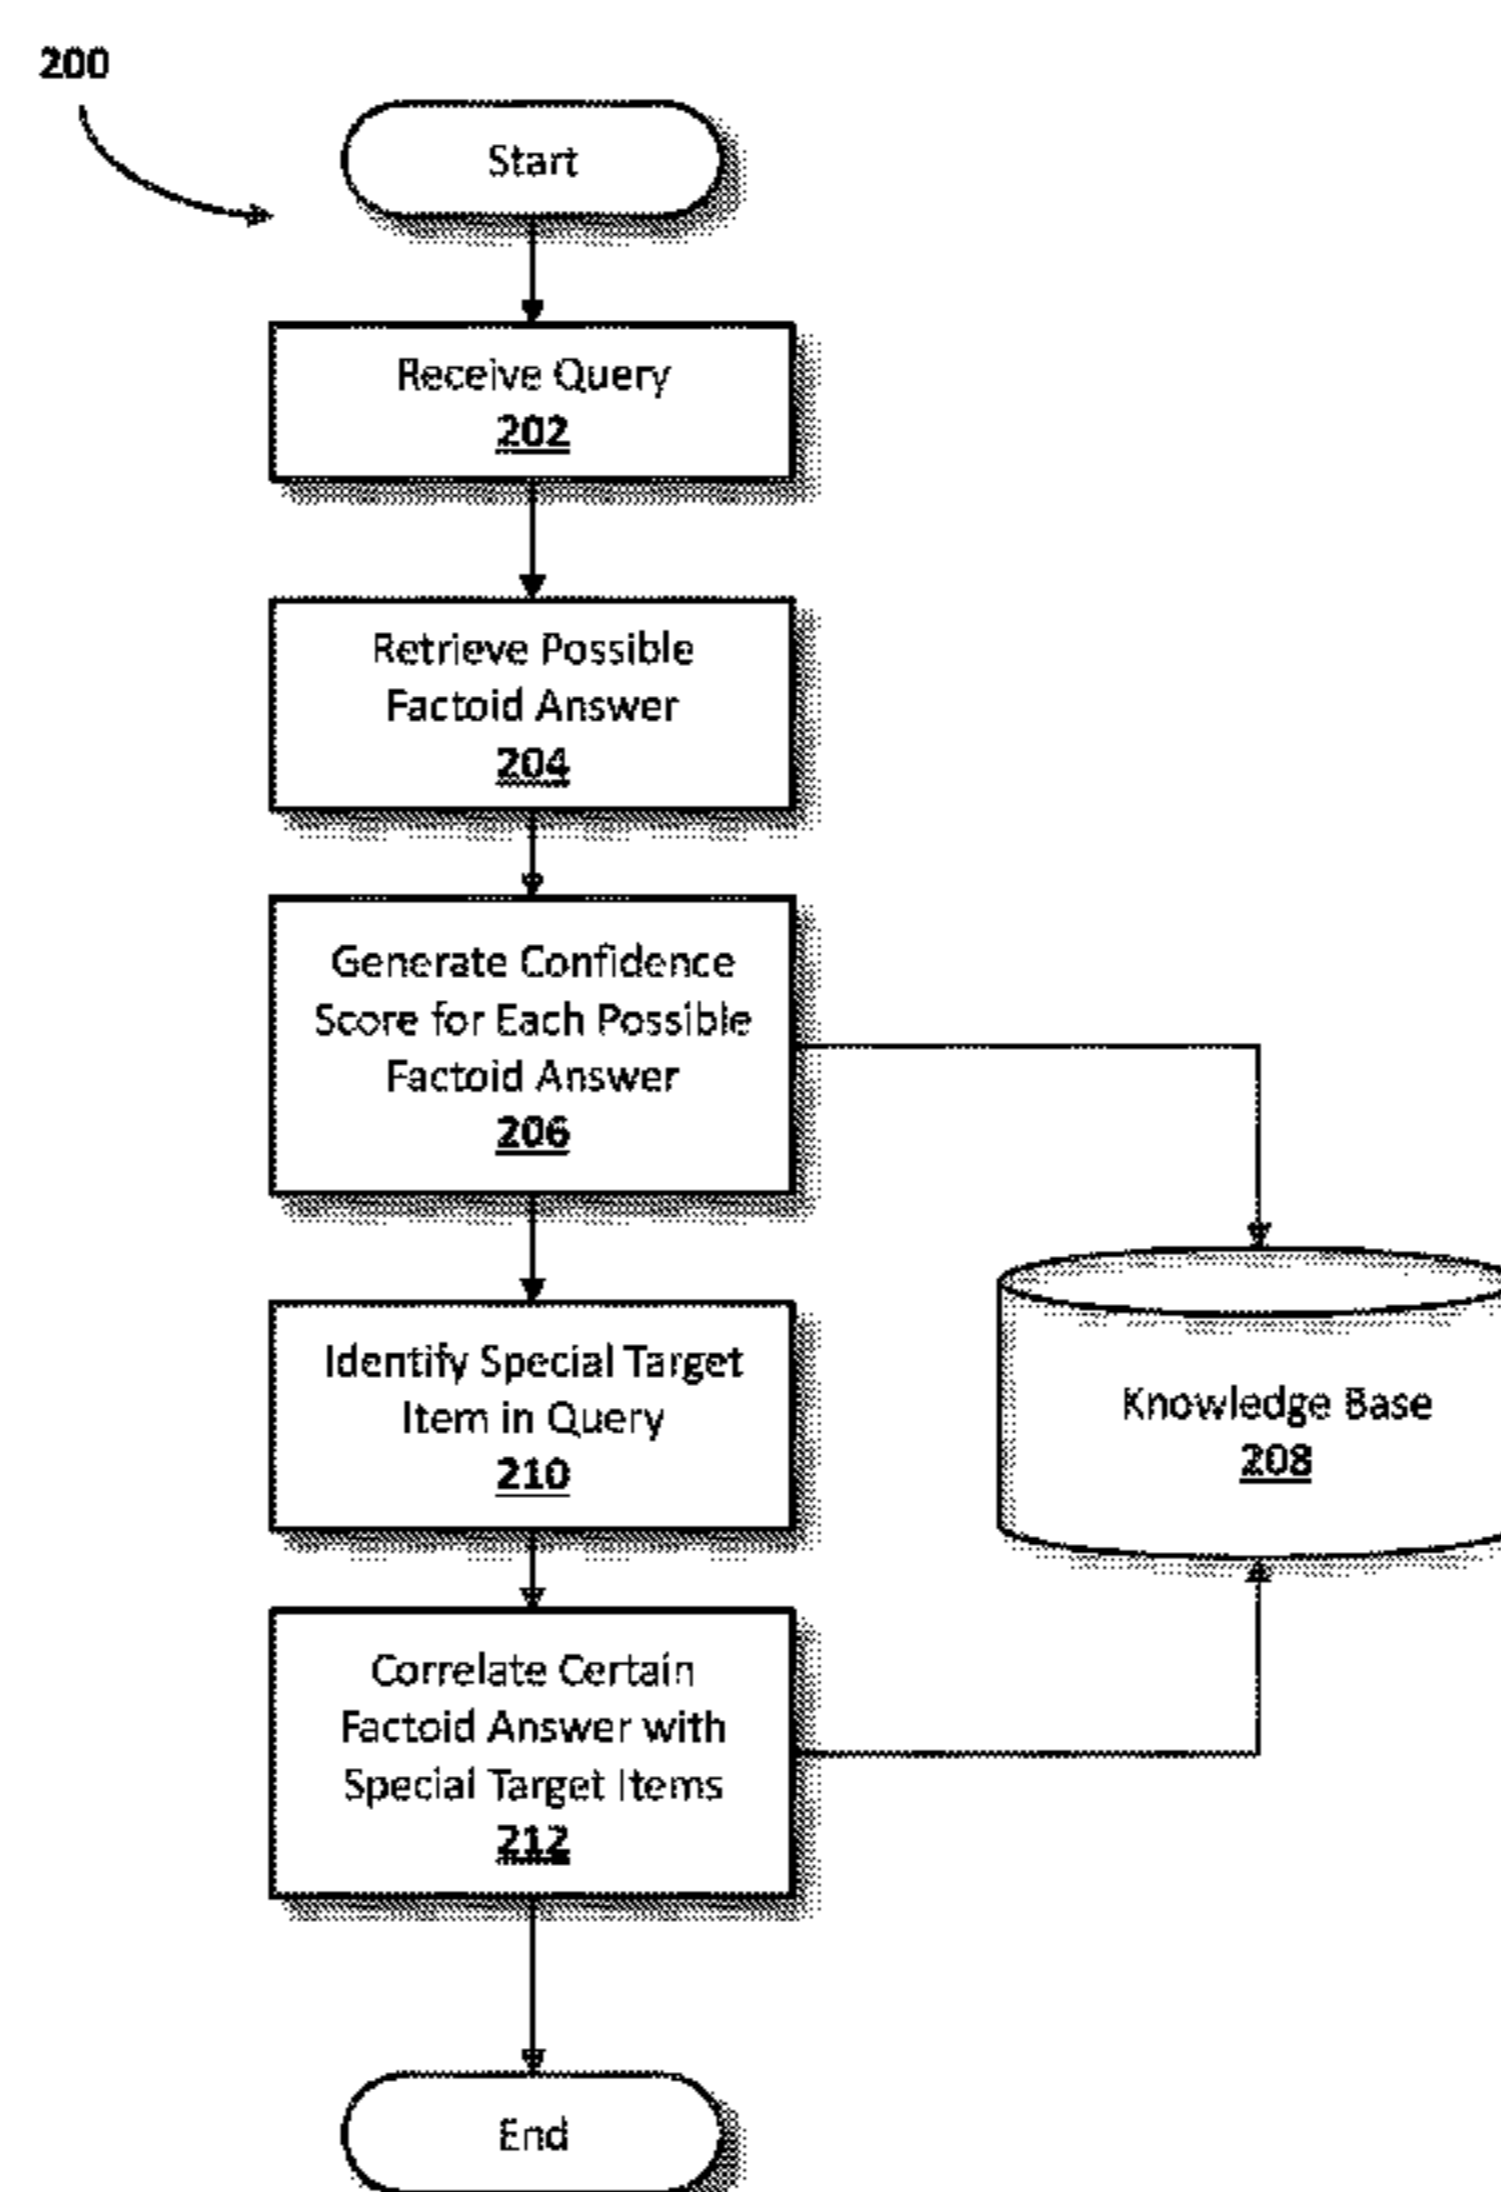 200
Start
Receive Query
202
Retrieve Possible
Factoid Answer
204
Generate Confidence
Score for Each Possible
Factoid Answer
206
Identify Special Target
Item in Query
210
Knowledge Base
208
Correlate Certain
Factoid Answer with
Special Target Items
212
End